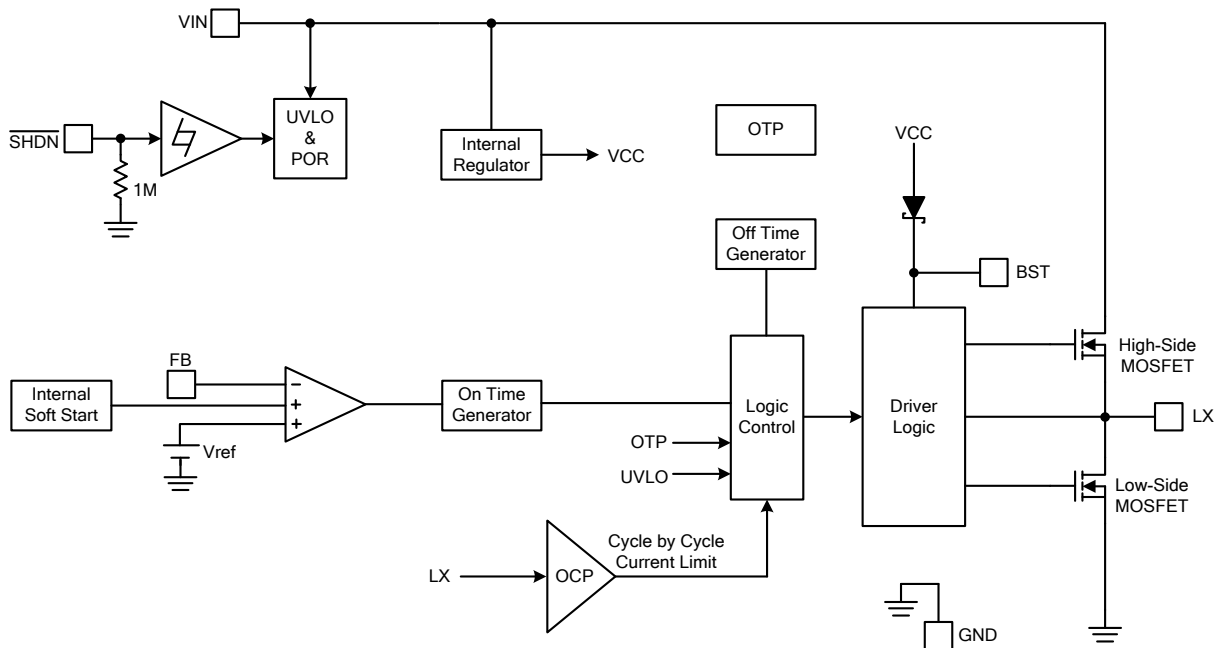 VIN
SHDN
1M
UVLO
&
POR
Internal
Regulator
VCC
OTP
VCC
Off Time
Generator
BST
Internal
Soft Start
FB
−
+
+
Vref
On Time
Generator
OTP
UVLO
Logic
Control
Driver
Logic
High-Side
MOSFET
LX
Low-Side
MOSFET
LX
OCP
Cycle by Cycle
Current Limit
GND